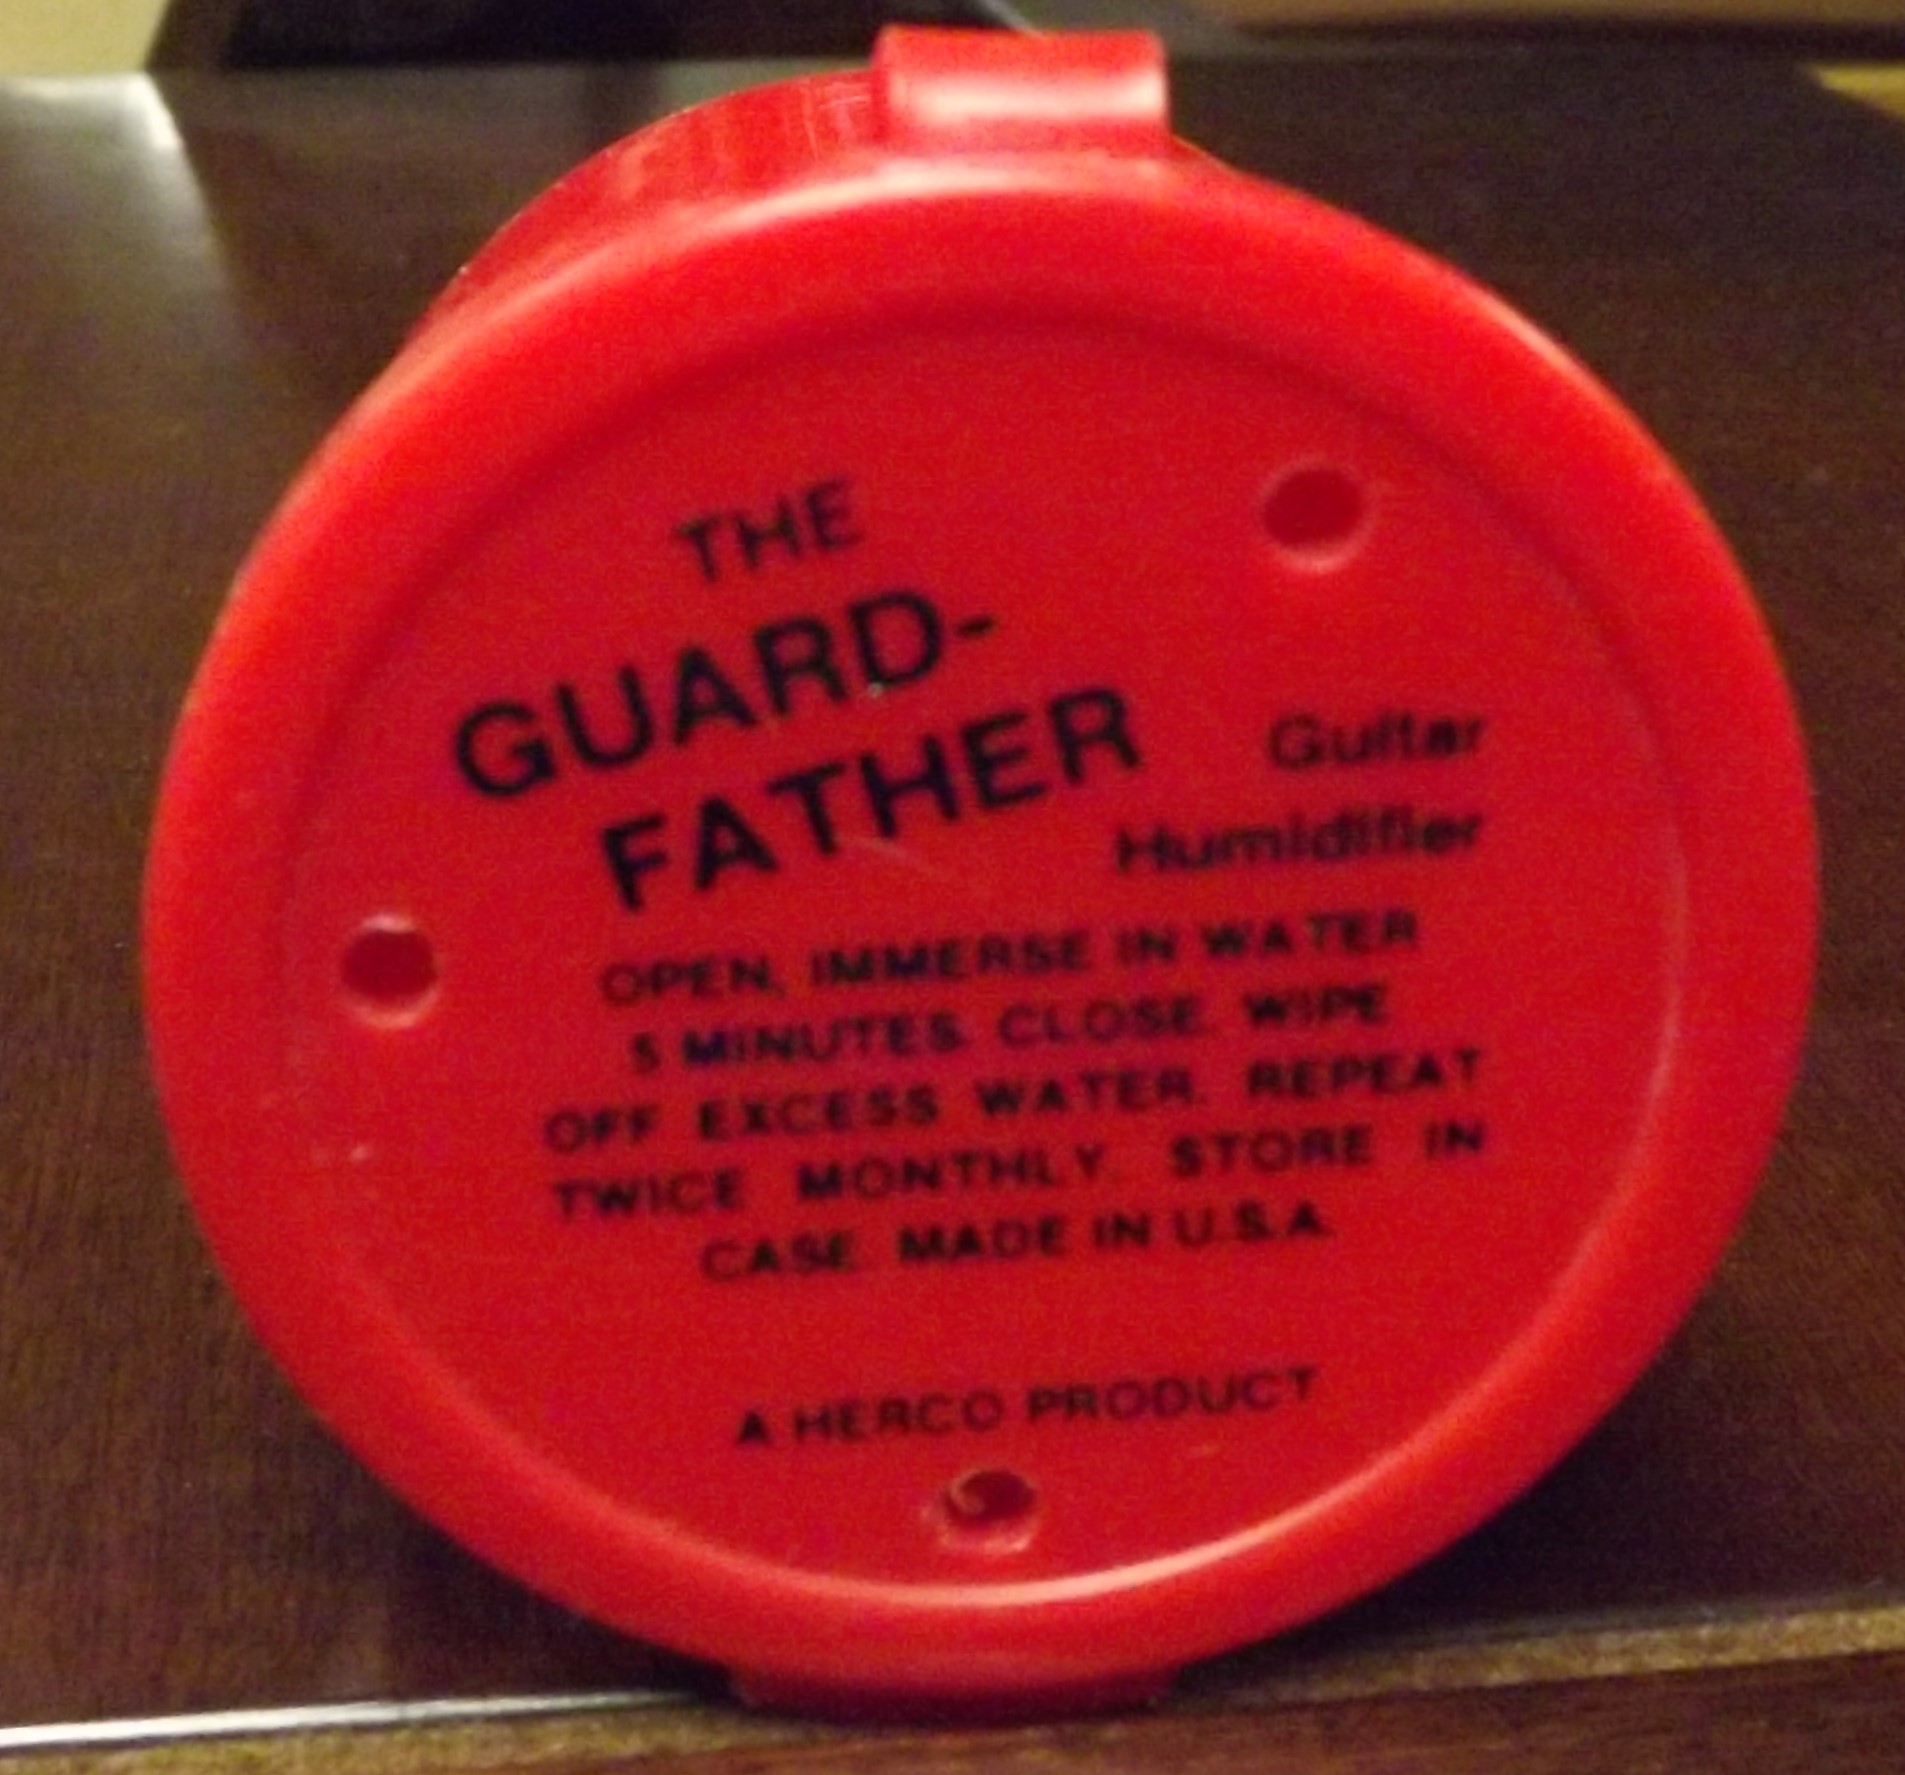 THE
GUARD-
FATHER
Guitar
Humidifier
OPEN, IMMERSE IN WATER
5 MINUTES. CLOSE. WIPE
OFF EXCESS WATER. REPEAT
TWICE MONTHLY. STORE IN
CASE. MADE IN U.S.A.
A HERCO PRODUCT